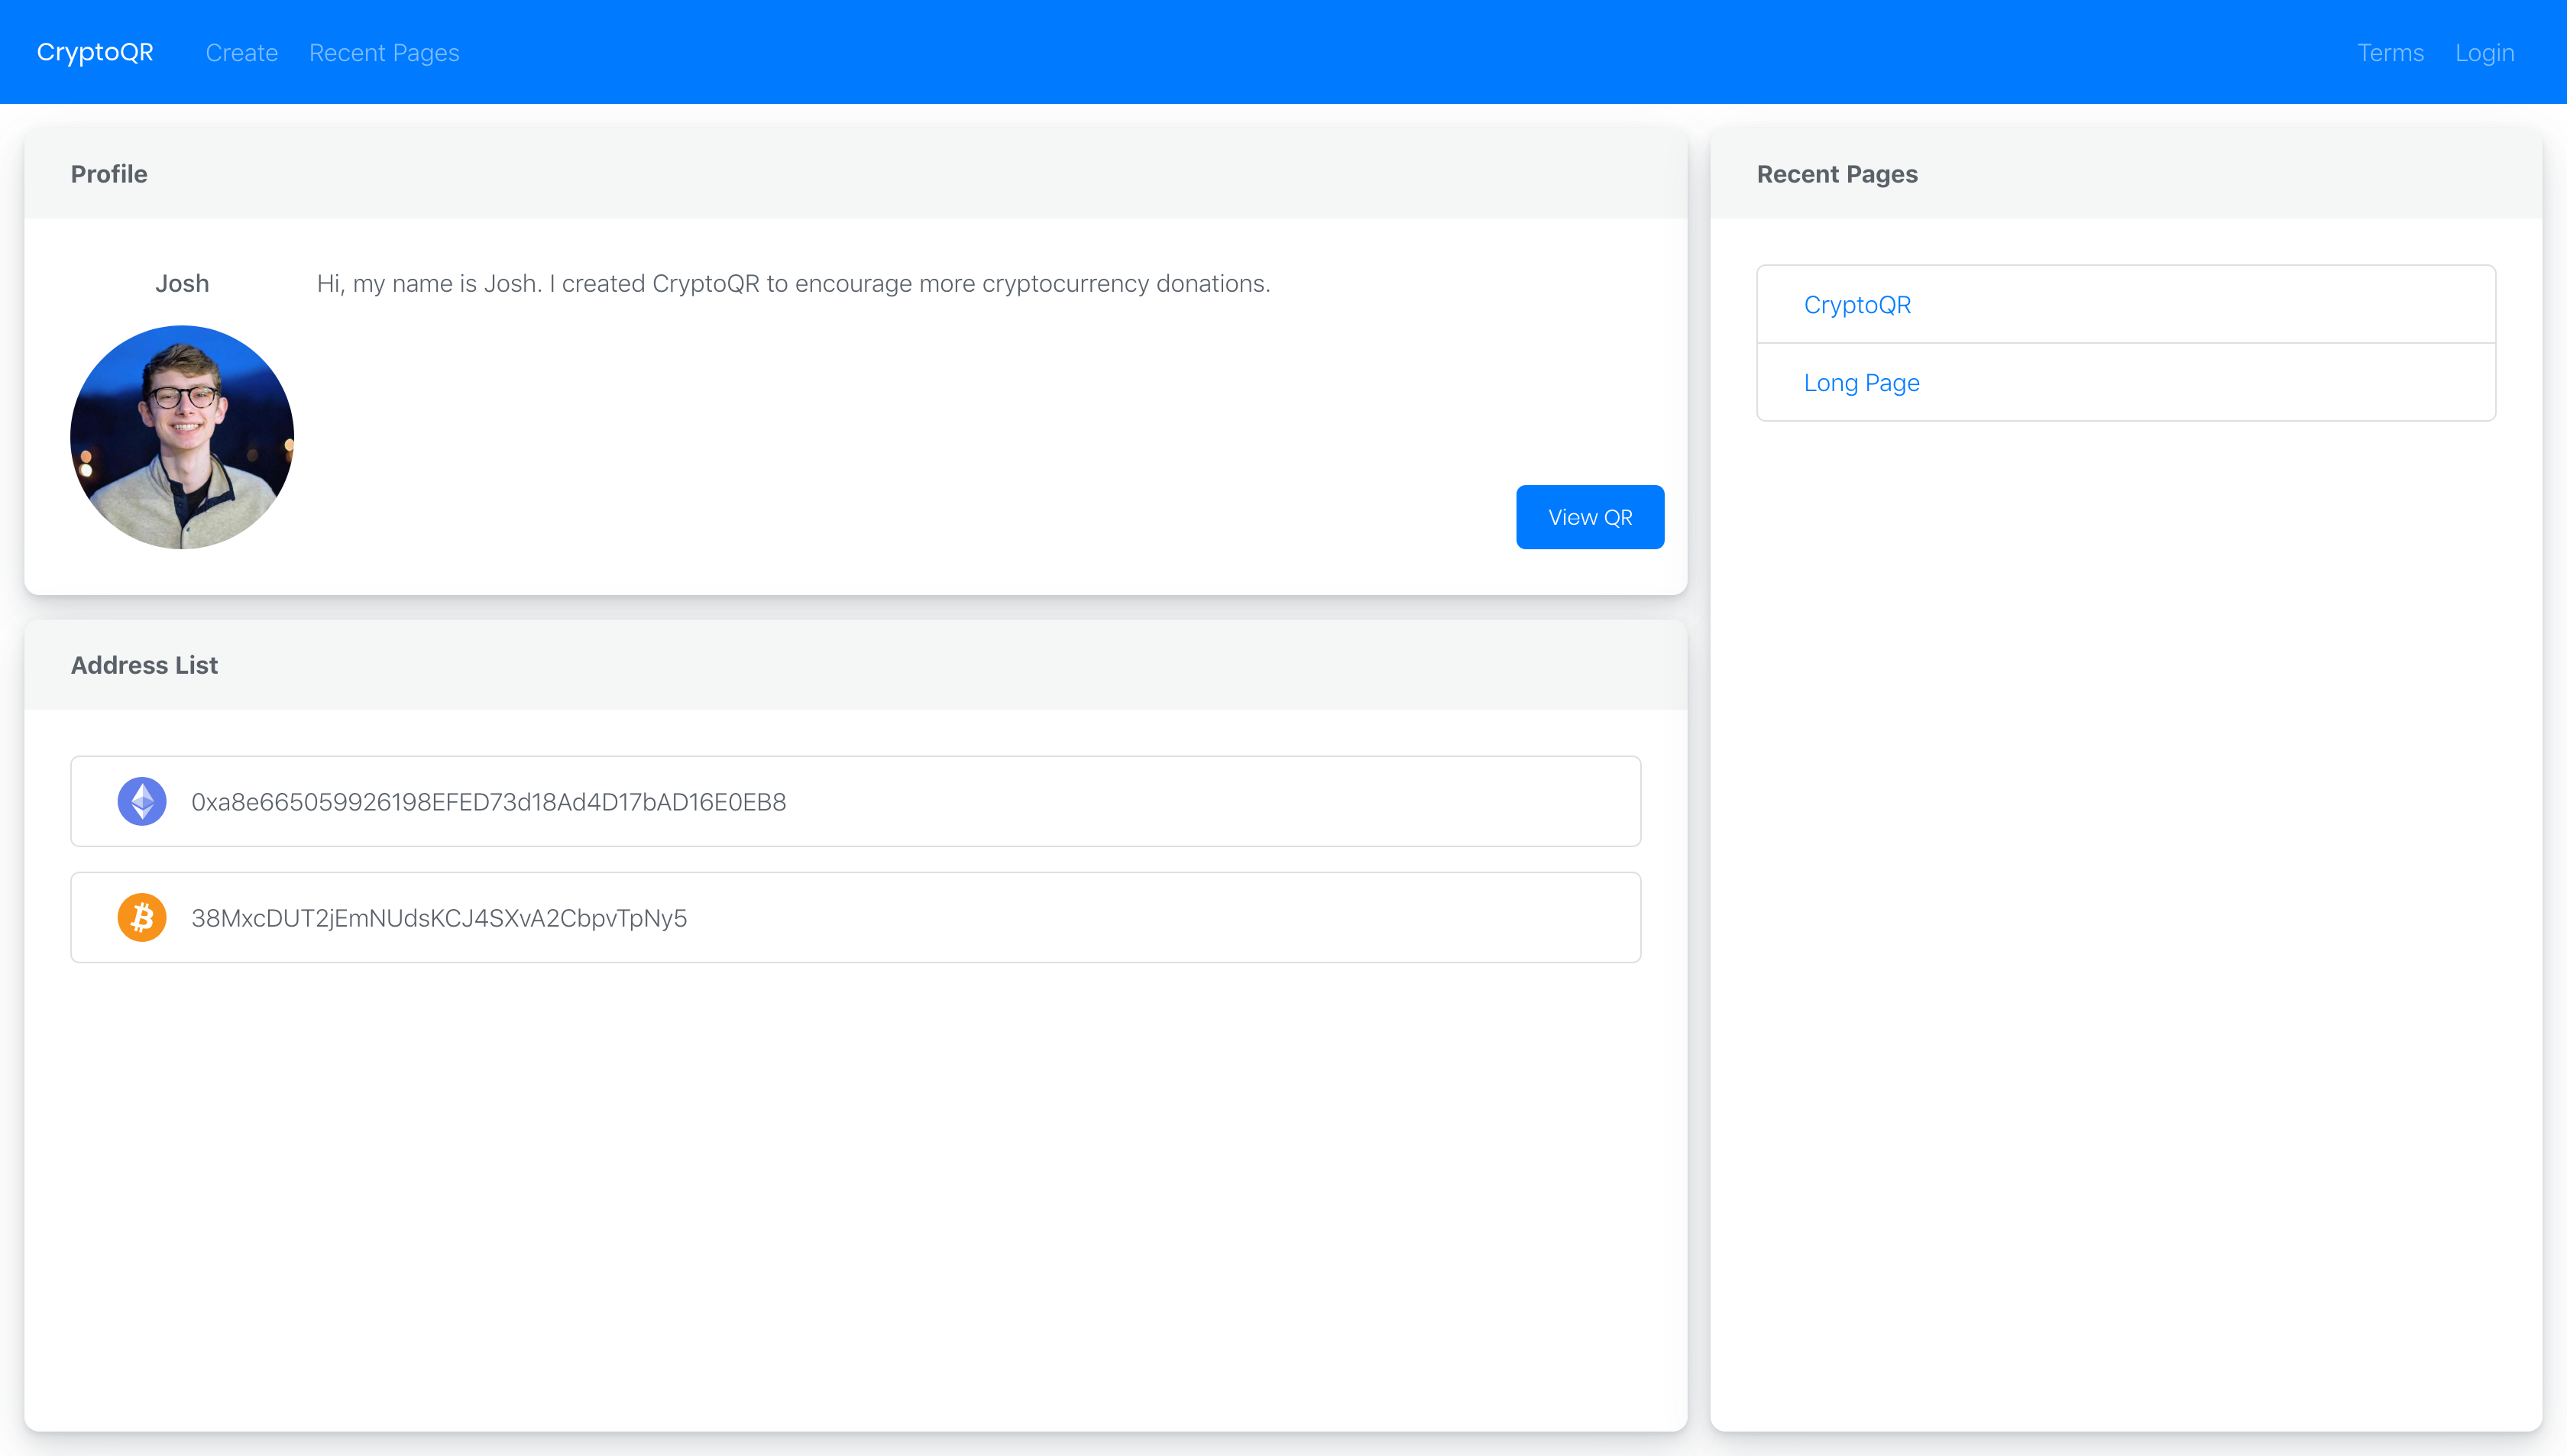 CryptoQR Create Recent Pages Terms Login
Profile
Josh
Hi, my name is Josh. I created CryptoQR to encourage more cryptocurrency donations.
View QR
Address List
0xa8e665059926198EFED73d18Ad4D17bAD16E0EB8
38MxcDUT2jEmNUdsKCJ4SXvA2CbpvTpNy5
Recent Pages
CryptoQR
Long Page